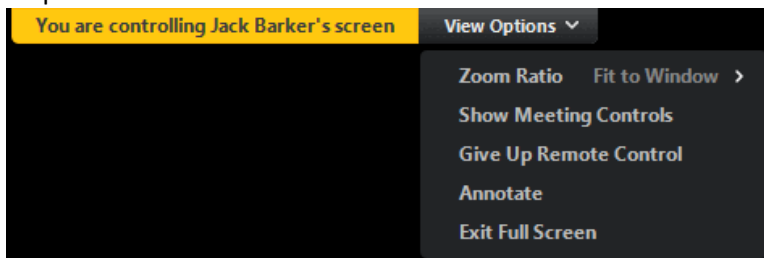 You are controlling Jack Barker's screen View Options
Zoom Ratio Fit to Window >
Show Meeting Controls
Give Up Remote Control
Annotate
Exit Full Screen